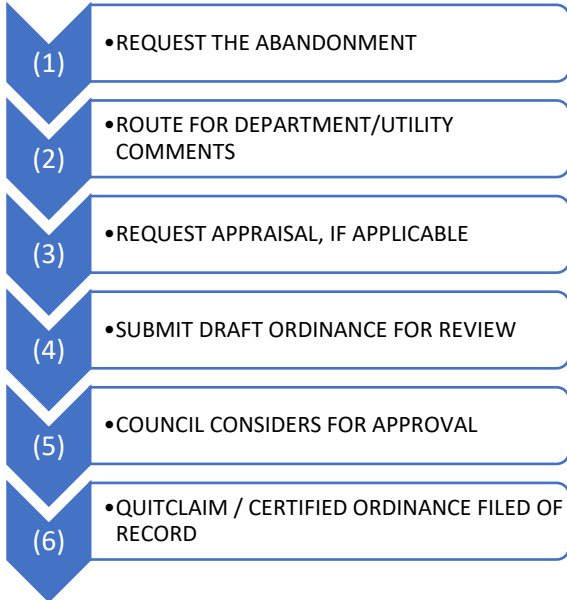 (1)
•REQUEST THE ABANDONMENT
(2)
•ROUTE FOR DEPARTMENT/UTILITY
COMMENTS
(3)
•REQUEST APPRAISAL, IF APPLICABLE
(4)
•SUBMIT DRAFT ORDINANCE FOR REVIEW
(5)
•COUNCIL CONSIDERS FOR APPROVAL
(6)
•QUITCLAIM / CERTIFIED ORDINANCE FILED OF
RECORD